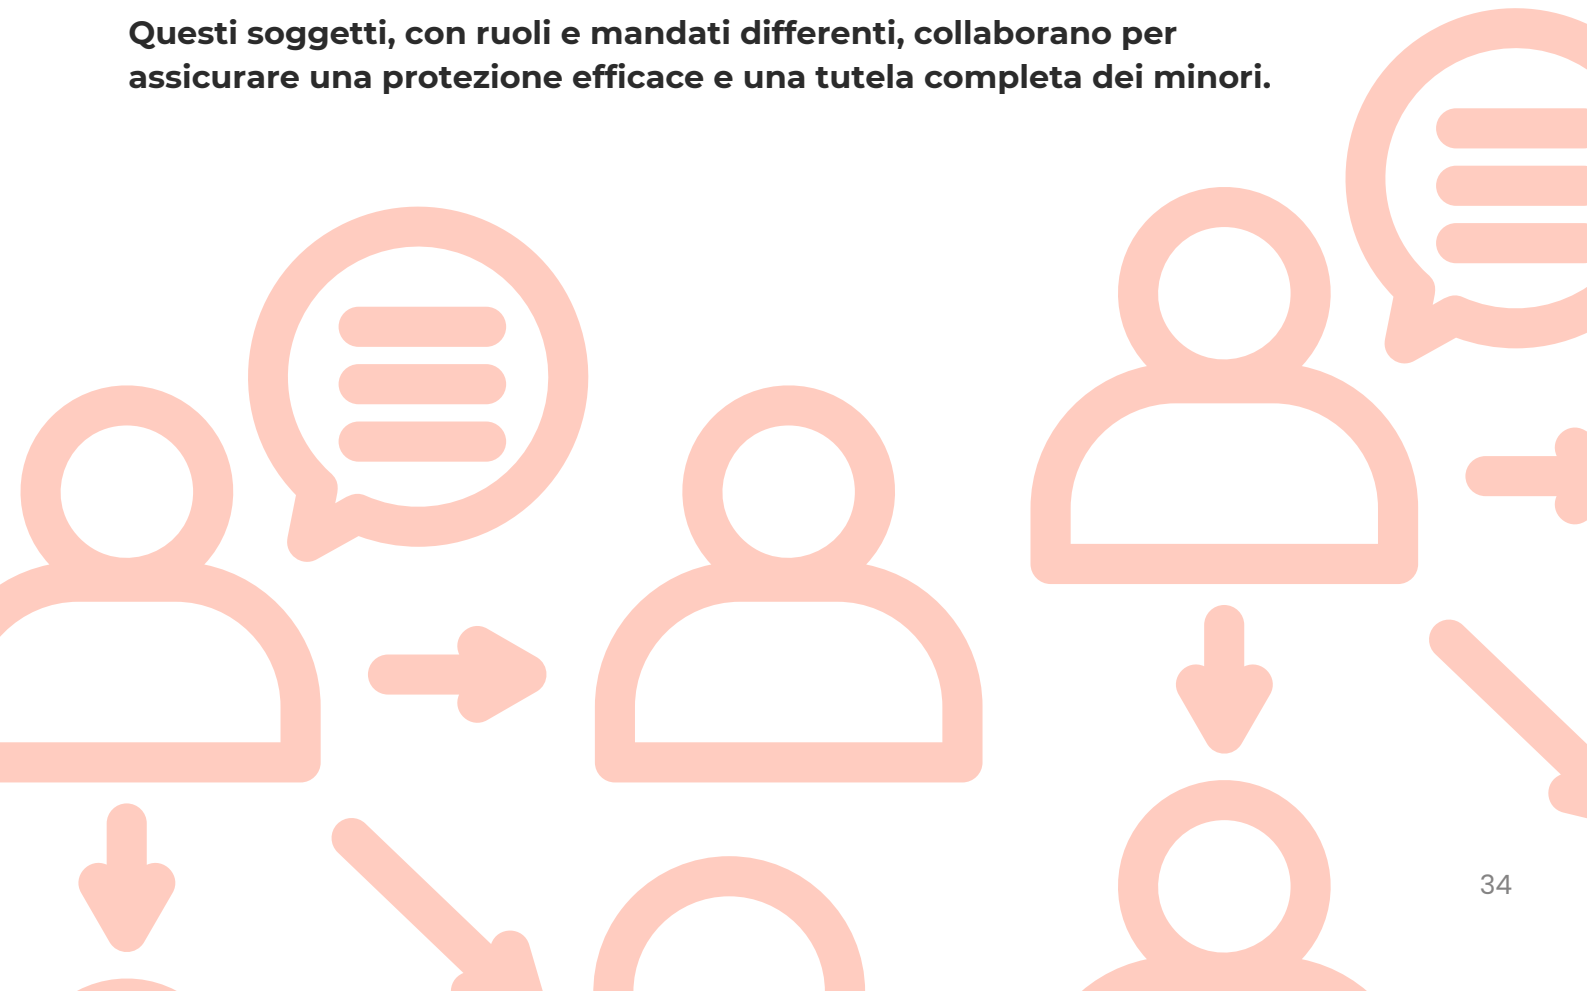 Questi soggetti, con ruoli e mandati differenti, collaborano per
assicurare una protezione efficace e una tutela completa dei minori.
34